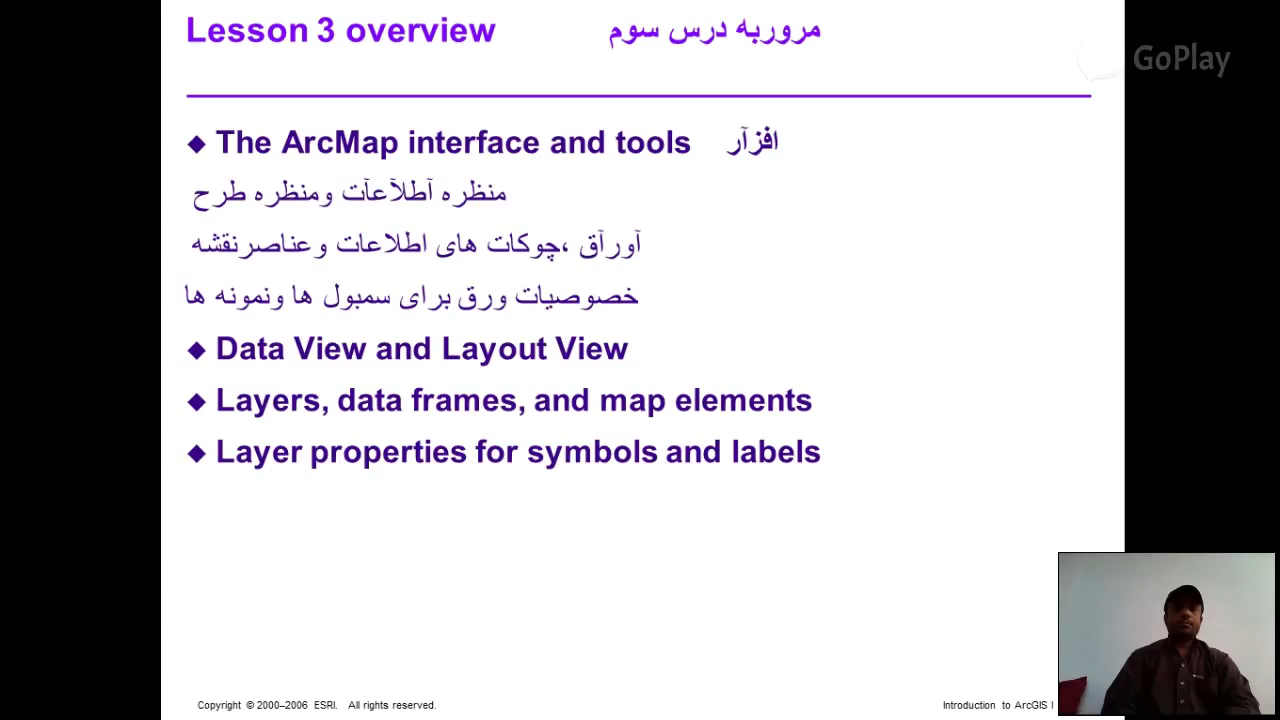 Lesson 3 overview مروربه درس سوم
GoPlay
◆ The ArcMap interface and tools افزآر
منظره آطلآعآت ومنظره طرح
آورآق ،چوکات های اطلاعات وعناصرنقشه
خصوصیات ورق برای سمبول ها ونمونه ها
◆ Data View and Layout View
◆ Layers, data frames, and map elements
◆ Layer properties for symbols and labels
Copyright © 2000–2006 ESRI. All rights reserved.
Introduction to ArcGIS I